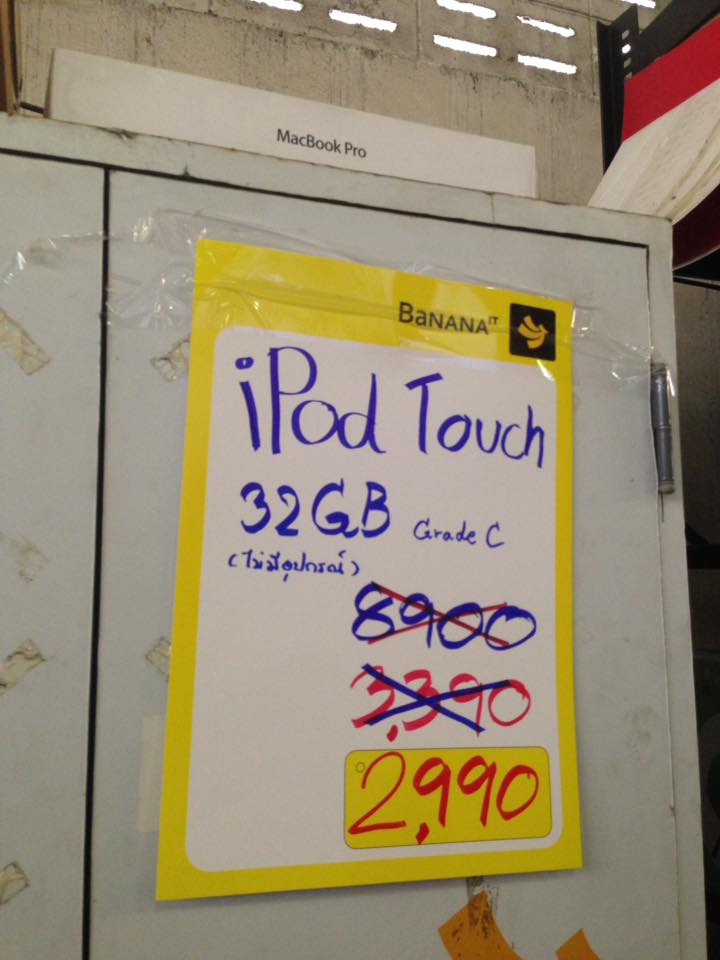 MacBook Pro
BaNANA IT
iPod Touch
32GB Grade C
(ไม่มีอุปกรณ์)
8900
3,390
2,990